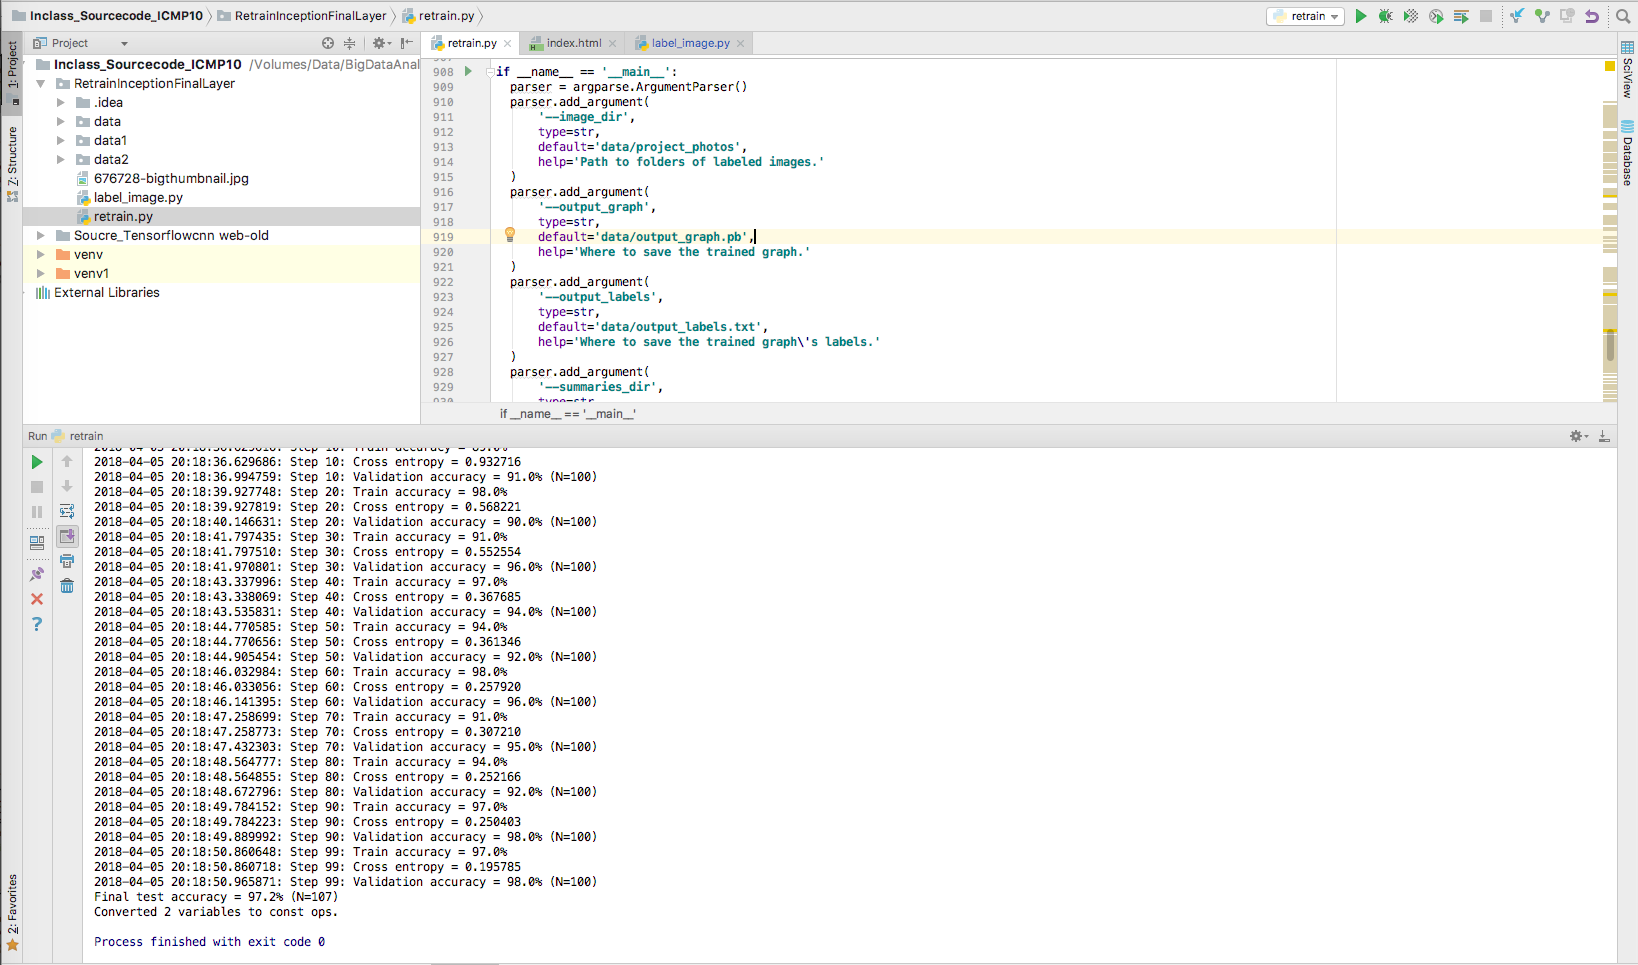 Inclass_Sourcecode_ICMP10 RetrainInceptionFinalLayer retrain.py retrain
Project retrain.py index.html label_image.py
1: Project
7: Structure
2: Favorites
SciView
Database
Inclass_Sourcecode_ICMP10 /Volumes/Data/BigDataAnal
RetrainInceptionFinalLayer
.idea
data
data1
data2
676728-bigthumbnail.jpg
label_image.py
retrain.py
Soucre_Tensorflowcnn web-old
venv
venv1
External Libraries
908 if __name__ == '__main__':
909 parser = argparse.ArgumentParser()
910 parser.add_argument(
911 '--image_dir',
912 type=str,
913 default='data/project_photos',
914 help='Path to folders of labeled images.'
915 )
916 parser.add_argument(
917 '--output_graph',
918 type=str,
919 default='data/output_graph.pb',
920 help='Where to save the trained graph.'
921 )
922 parser.add_argument(
923 '--output_labels',
924 type=str,
925 default='data/output_labels.txt',
926 help='Where to save the trained graph\'s labels.'
927 )
928 parser.add_argument(
929 '--summaries_dir',
930 type=str
if __name__ == '__main__'
Run retrain
2018-04-05 20:18:36.629686: Step 10: Cross entropy = 0.932716
2018-04-05 20:18:36.994759: Step 10: Validation accuracy = 91.0% (N=100)
2018-04-05 20:18:39.927748: Step 20: Train accuracy = 98.0%
2018-04-05 20:18:39.927819: Step 20: Cross entropy = 0.568221
2018-04-05 20:18:40.146631: Step 20: Validation accuracy = 90.0% (N=100)
2018-04-05 20:18:41.797435: Step 30: Train accuracy = 91.0%
2018-04-05 20:18:41.797510: Step 30: Cross entropy = 0.552554
2018-04-05 20:18:41.970801: Step 30: Validation accuracy = 96.0% (N=100)
2018-04-05 20:18:43.337996: Step 40: Train accuracy = 97.0%
2018-04-05 20:18:43.338069: Step 40: Cross entropy = 0.367685
2018-04-05 20:18:43.535831: Step 40: Validation accuracy = 94.0% (N=100)
2018-04-05 20:18:44.770585: Step 50: Train accuracy = 94.0%
2018-04-05 20:18:44.770656: Step 50: Cross entropy = 0.361346
2018-04-05 20:18:44.905454: Step 50: Validation accuracy = 92.0% (N=100)
2018-04-05 20:18:46.032984: Step 60: Train accuracy = 98.0%
2018-04-05 20:18:46.033056: Step 60: Cross entropy = 0.257920
2018-04-05 20:18:46.141395: Step 60: Validation accuracy = 96.0% (N=100)
2018-04-05 20:18:47.258699: Step 70: Train accuracy = 91.0%
2018-04-05 20:18:47.258773: Step 70: Cross entropy = 0.307210
2018-04-05 20:18:47.432303: Step 70: Validation accuracy = 95.0% (N=100)
2018-04-05 20:18:48.564777: Step 80: Train accuracy = 94.0%
2018-04-05 20:18:48.564855: Step 80: Cross entropy = 0.252166
2018-04-05 20:18:48.672796: Step 80: Validation accuracy = 92.0% (N=100)
2018-04-05 20:18:49.784152: Step 90: Train accuracy = 97.0%
2018-04-05 20:18:49.784223: Step 90: Cross entropy = 0.250403
2018-04-05 20:18:49.889992: Step 90: Validation accuracy = 98.0% (N=100)
2018-04-05 20:18:50.860648: Step 99: Train accuracy = 97.0%
2018-04-05 20:18:50.860718: Step 99: Cross entropy = 0.195785
2018-04-05 20:18:50.965871: Step 99: Validation accuracy = 98.0% (N=100)
Final test accuracy = 97.2% (N=107)
Converted 2 variables to const ops.
Process finished with exit code 0